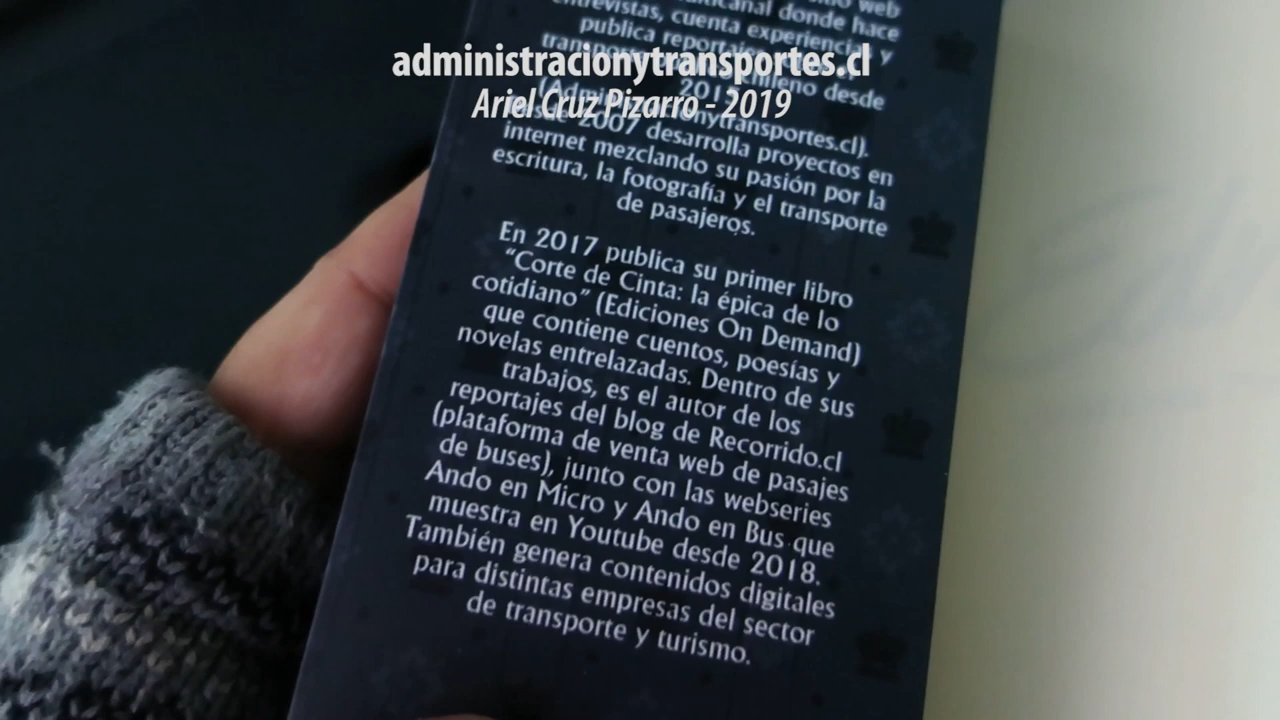 administracionytransportes.cl
Ariel Cruz Pizarro - 2019
web
donde hace
entrevistas, cuenta experiencias y
publica
chileno desde
desde 2007 desarrolla proyectos en
internet mezclando su pasión por la
escritura, la fotografía y el transporte
de pasajeros.
En 2017 publica su primer libro
“Corte de Cinta: la épica de lo
cotidiano” (Ediciones On Demand)
que contiene cuentos, poesías y
novelas entrelazadas. Dentro de sus
trabajos, es el autor de los
reportajes del blog de Recorrido.cl
(plataforma de venta web de pasajes
de buses), junto con las webseries
Ando en Micro y Ando en Bus que
muestra en Youtube desde 2018.
También genera contenidos digitales
para distintas empresas del sector
de transporte y turismo.